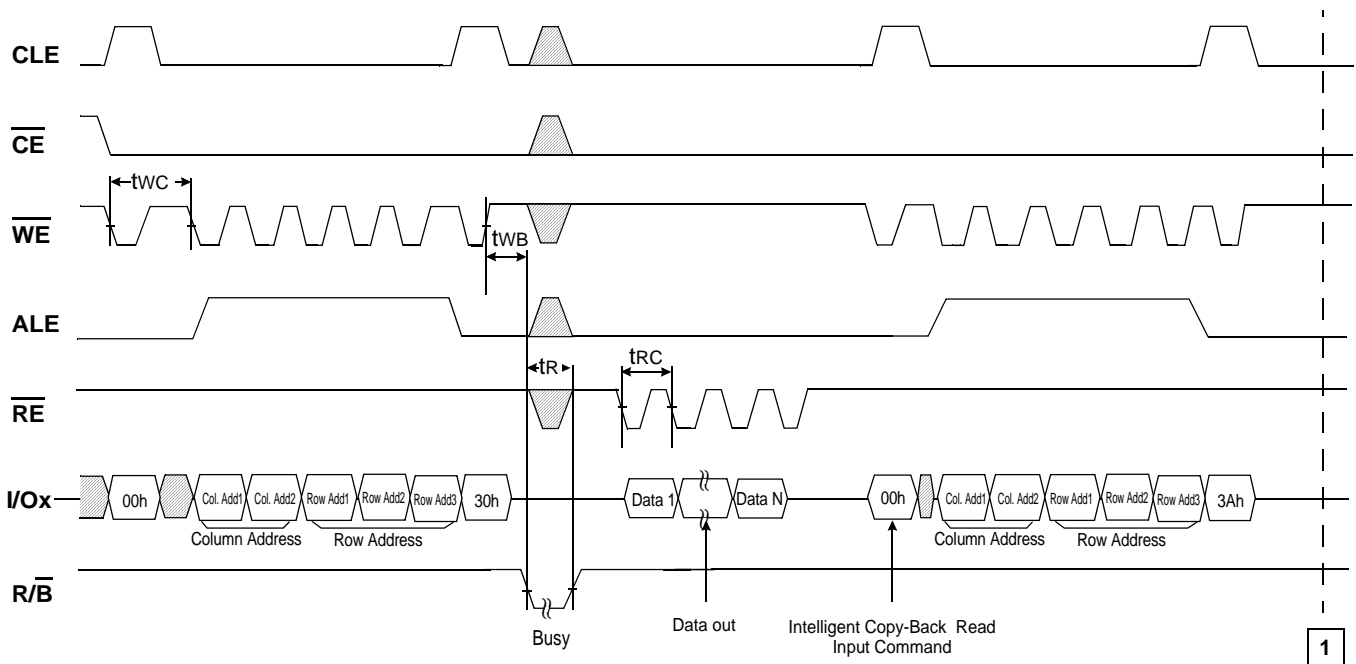 CLE
CE
tWC
WE
tWB
ALE
tR
tRC
RE
I/Ox
00h
Col. Add1
Col. Add2
Row Add1
Row Add2
Row Add3
30h
Data 1
Data N
00h
Col. Add1
Col. Add2
Row Add1
Row Add2
Row Add3
3Ah
Column Address
Row Address
Column Address
Row Address
R/B
Busy
Data out
Intelligent Copy-Back Read
Input Command
1